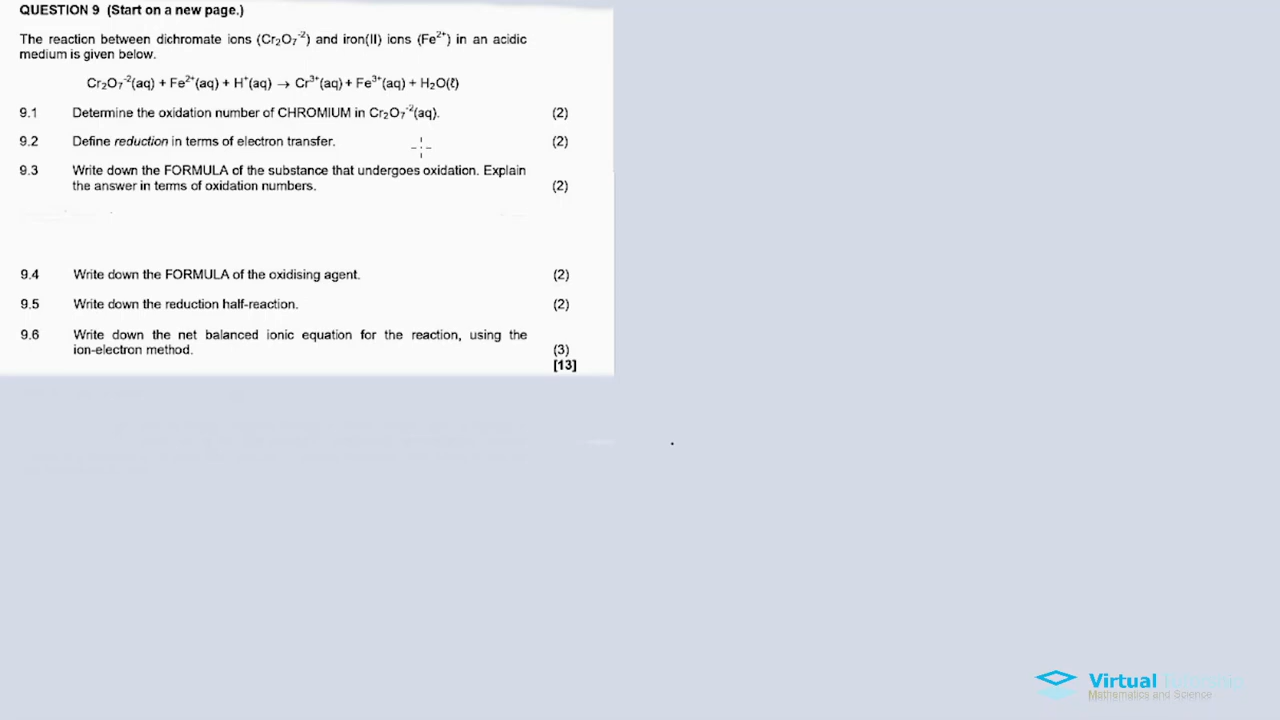 QUESTION 9 (Start on a new page.)
The reaction between dichromate ions (Cr₂O₇⁻²) and iron(II) ions (Fe²⁺) in an acidic
medium is given below.
Cr₂O₇⁻²(aq) + Fe²⁺(aq) + H⁺(aq) → Cr³⁺(aq) + Fe³⁺(aq) + H₂O(ℓ)
9.1 Determine the oxidation number of CHROMIUM in Cr₂O₇⁻²(aq). (2)
9.2 Define reduction in terms of electron transfer. (2)
9.3 Write down the FORMULA of the substance that undergoes oxidation. Explain
the answer in terms of oxidation numbers. (2)
9.4 Write down the FORMULA of the oxidising agent. (2)
9.5 Write down the reduction half-reaction. (2)
9.6 Write down the net balanced ionic equation for the reaction, using the
ion-electron method. (3)
[13]
Virtual Tutorship
Mathematics and Science